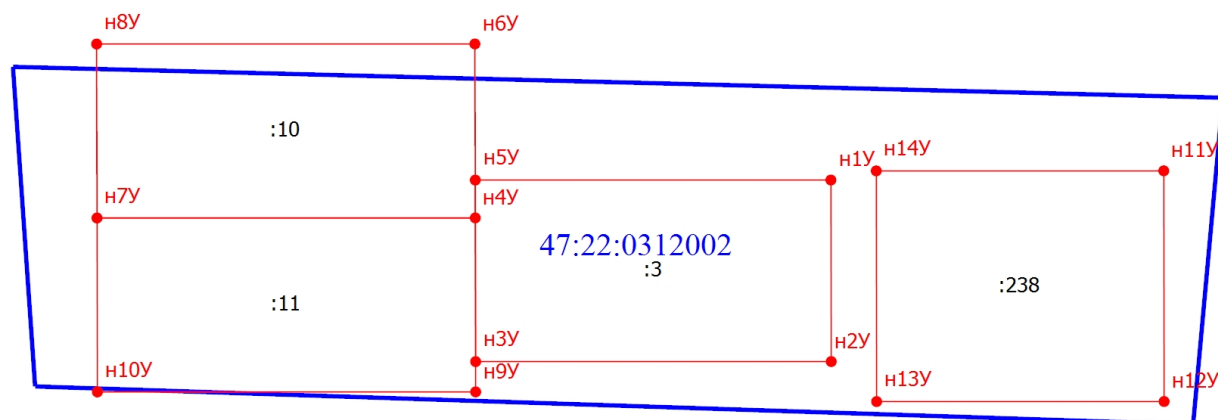 н8У
н6У
:10
н5У
н1У
н14У
н11У
н7У
н4У
47:22:0312002
:3
:238
:11
н3У
н2У
н10У
н9У
н13У
н12У